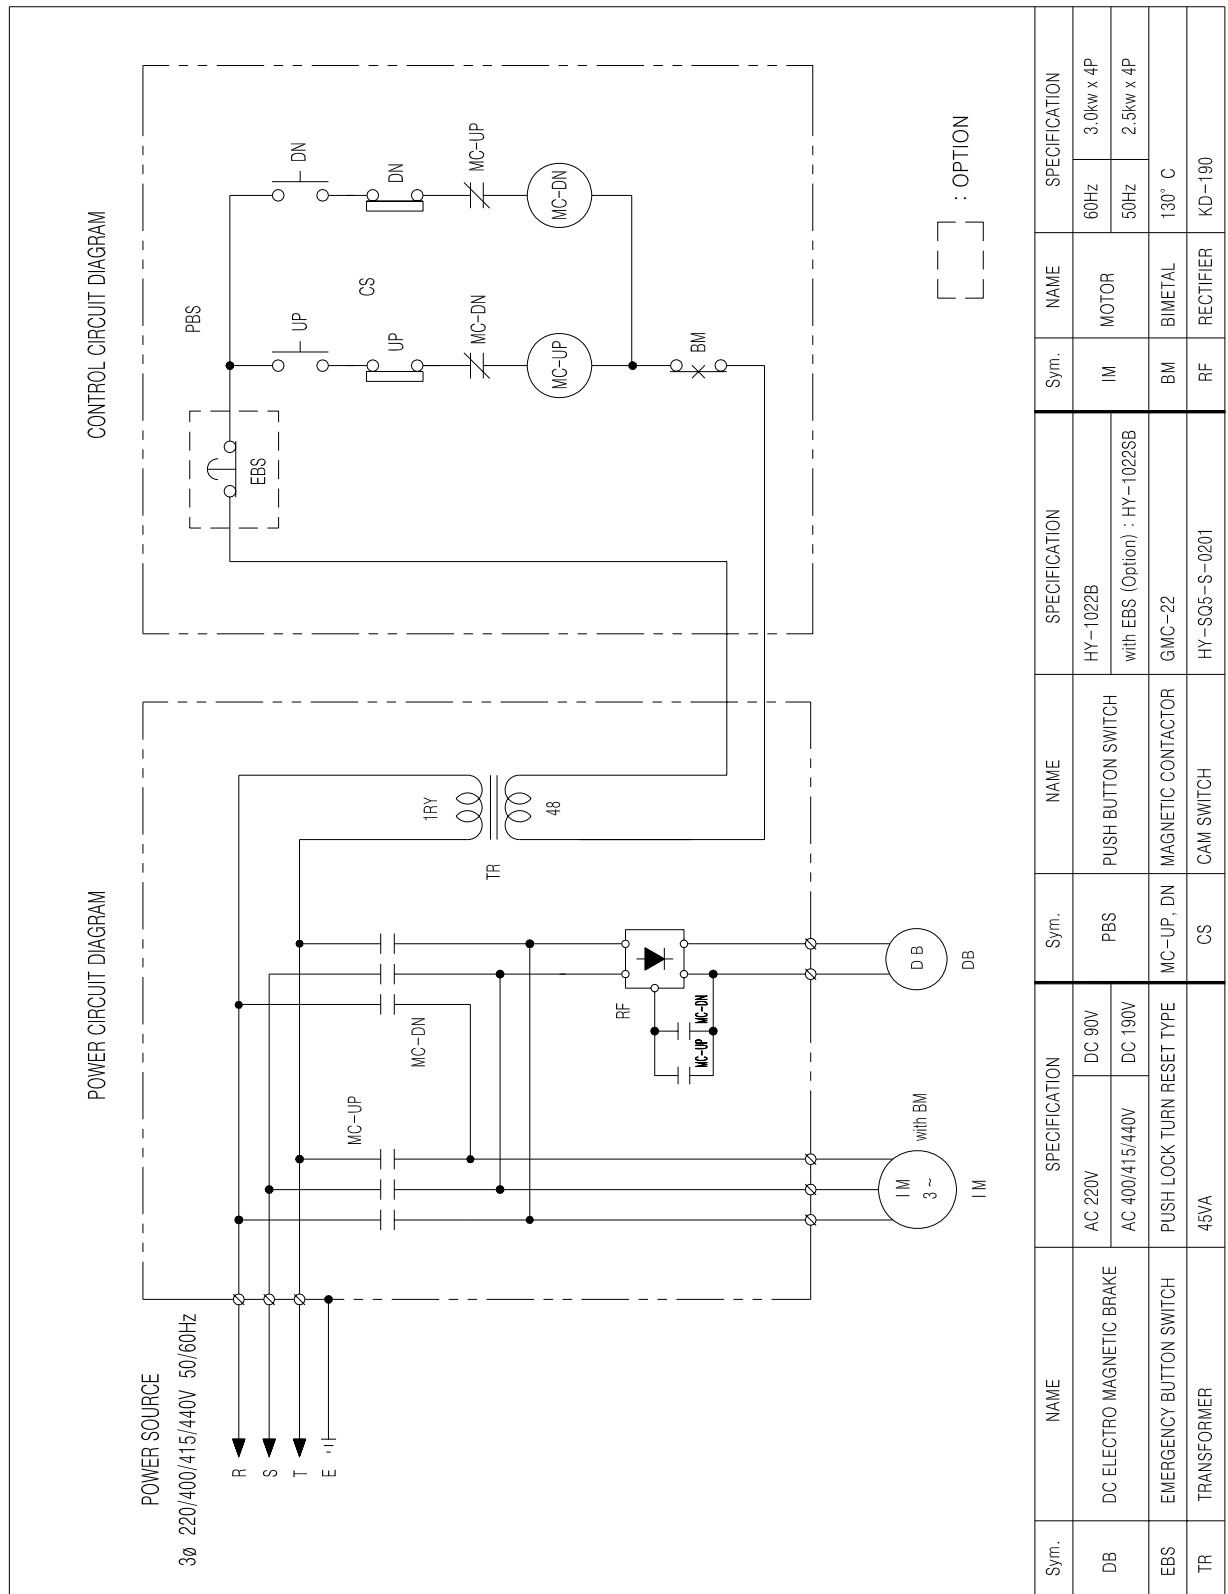 POWER SOURCE
3ø 220/400/415/440V 50/60Hz
R
S
T
E
POWER CIRCUIT DIAGRAM
MC-UP
MC-DN
1RY
48
TR
RF
MC-UP
MC-DN
IM
3 ~
with BM
IM
DB
DB
CONTROL CIRCUIT DIAGRAM
EBS
PBS
UP
DN
CS
UP
DN
MC-DN
MC-UP
MC-UP
MC-DN
BM
: OPTION
Sym. NAME SPECIFICATION Sym. NAME SPECIFICATION Sym. NAME SPECIFICATION
DB DC ELECTRO MAGNETIC BRAKE AC 220V DC 90V PBS PUSH BUTTON SWITCH HY-1022B IM MOTOR 60Hz 3.0kw x 4P
AC 400/415/440V DC 190V with EBS (Option) : HY-1022SB 50Hz 2.5kw x 4P
EBS EMERGENCY BUTTON SWITCH PUSH LOCK TURN RESET TYPE MC-UP, DN MAGNETIC CONTACTOR GMC-22 BM BIMETAL 130° C
TR TRANSFORMER 45VA CS CAM SWITCH HY-SQ5-S-0201 RF RECTIFIER KD-190